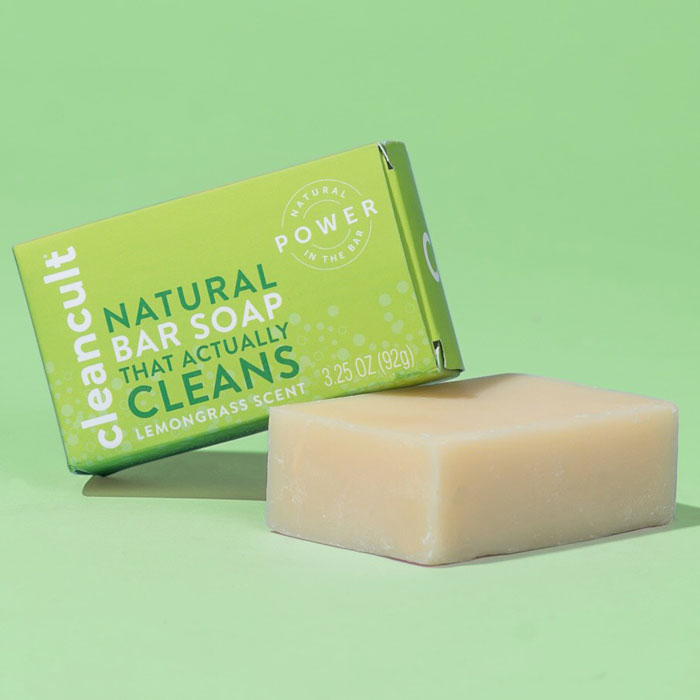 cleancult
NATURAL
BAR SOAP
THAT ACTUALLY
CLEANS
LEMONGRASS SCENT
3.25 OZ (92g)
NATURAL
POWER
IN THE BAR